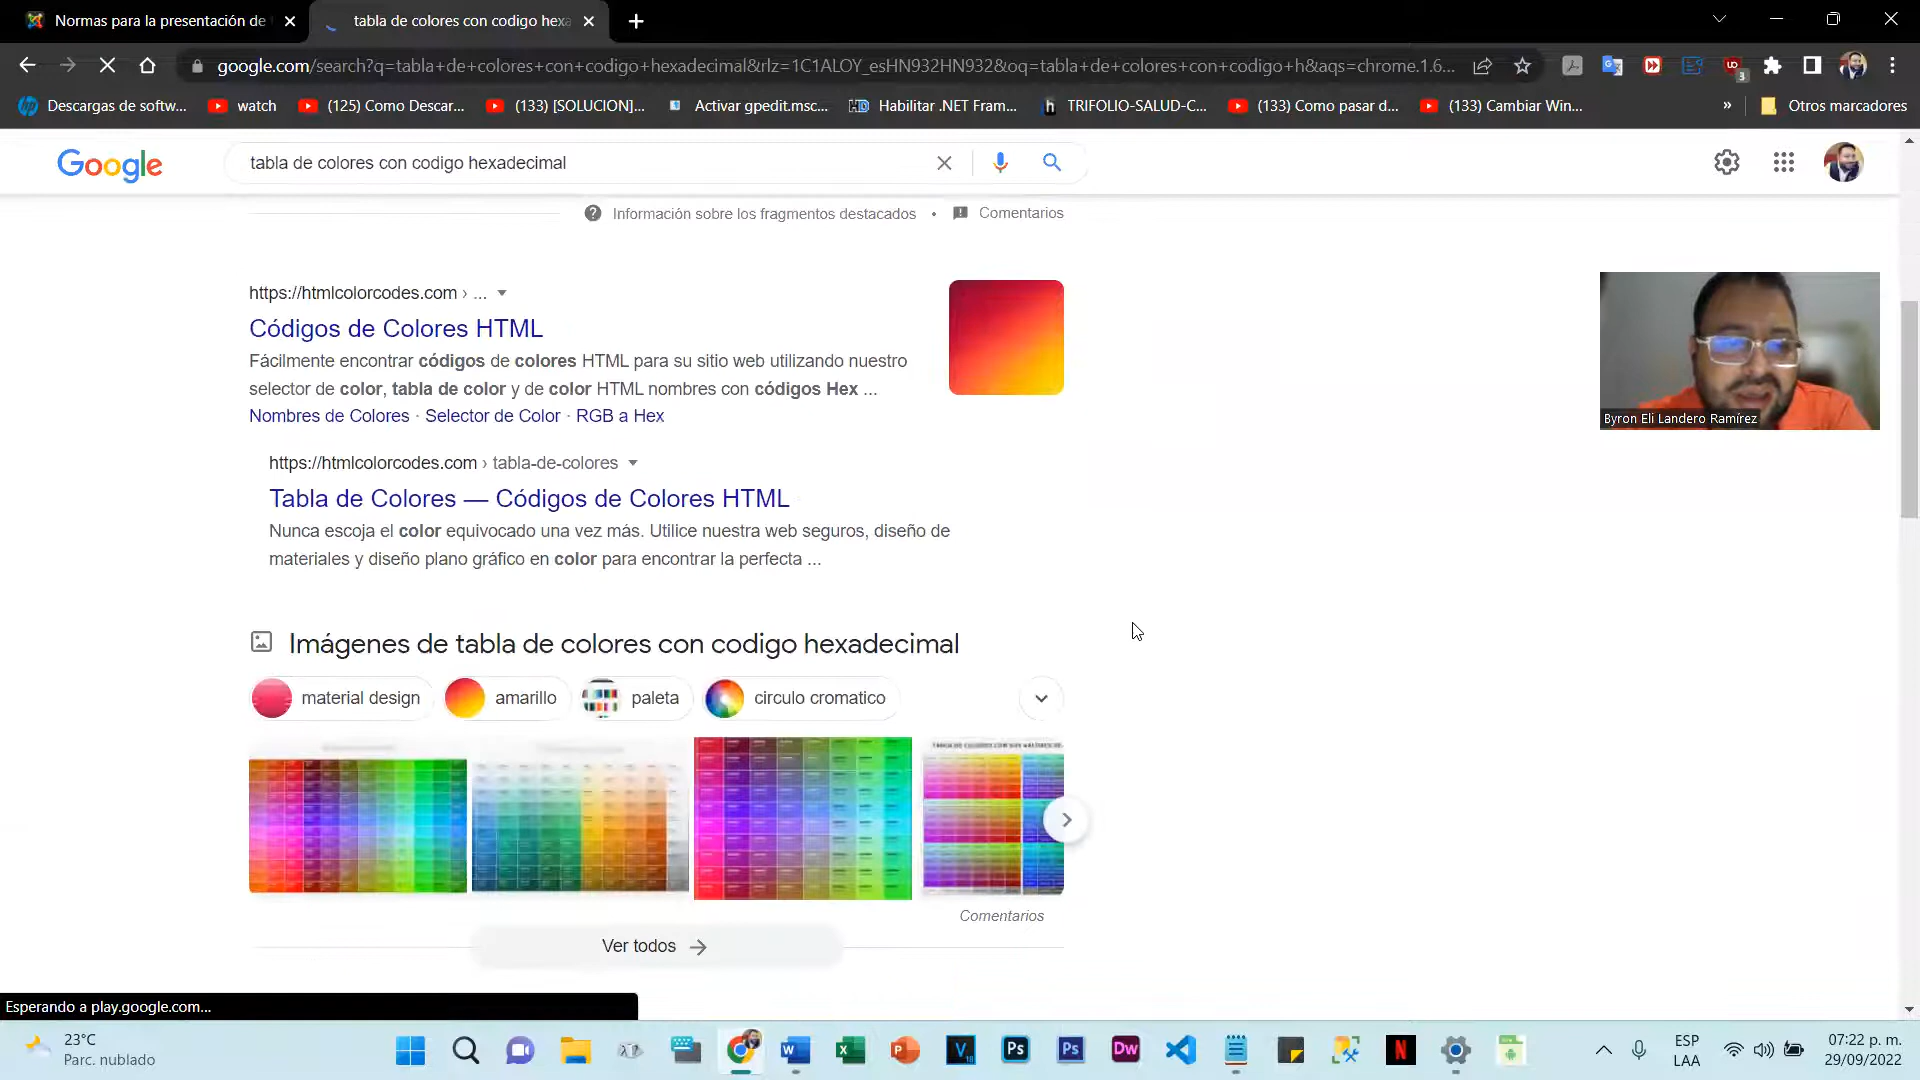 Normas para la presentación de
tabla de colores con codigo hexa
google.com/search?q=tabla+de+colores+con+codigo+hexadecimal&rlz=1C1ALOY_esHN932HN932&oq=tabla+de+colores+con+codigo+h&aqs=chrome.1.6...
3
Descargas de softw...
watch
(125) Como Descar...
(133) [SOLUCION]...
Activar gpedit.msc...
Habilitar .NET Fram...
TRIFOLIO-SALUD-C...
(133) Como pasar d...
(133) Cambiar Win...
»
Otros marcadores
Google
tabla de colores con codigo hexadecimal
Información sobre los fragmentos destacados • Comentarios
https://htmlcolorcodes.com › ...
Códigos de Colores HTML
Fácilmente encontrar códigos de colores HTML para su sitio web utilizando nuestro
selector de color, tabla de color y de color HTML nombres con códigos Hex ...
Nombres de Colores · Selector de Color · RGB a Hex
Byron Eli Landero Ramírez
https://htmlcolorcodes.com › tabla-de-colores
Tabla de Colores — Códigos de Colores HTML
Nunca escoja el color equivocado una vez más. Utilice nuestra web seguros, diseño de
materiales y diseño plano gráfico en color para encontrar la perfecta ...
Imágenes de tabla de colores con codigo hexadecimal
material design
amarillo
paleta
circulo cromatico
Comentarios
Ver todos
Esperando a play.google.com...
23°C
Parc. nublado
Ps
Ps
Dw
N
ESP
LAA
07:22 p. m.
29/09/2022